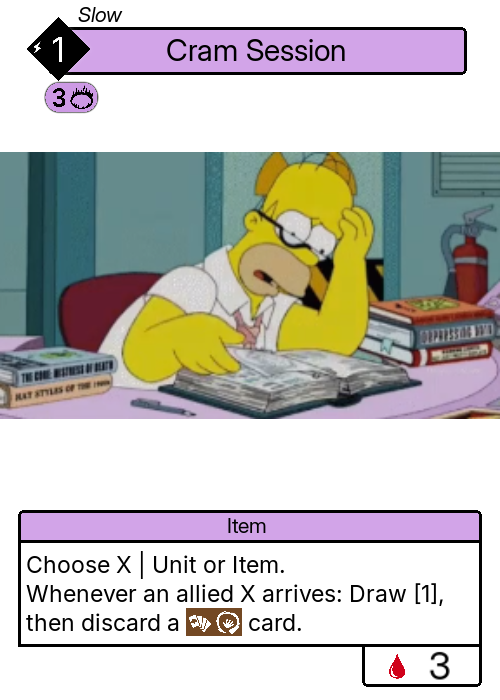 Slow
1
Cram Session
3
THE COOL MISTRESS OF DEATH
HAT STYLES OF THE 1900s
DEPRESSING DATA
Item
Choose X | Unit or Item.
Whenever an allied X arrives: Draw [1],
then discard a card.
3